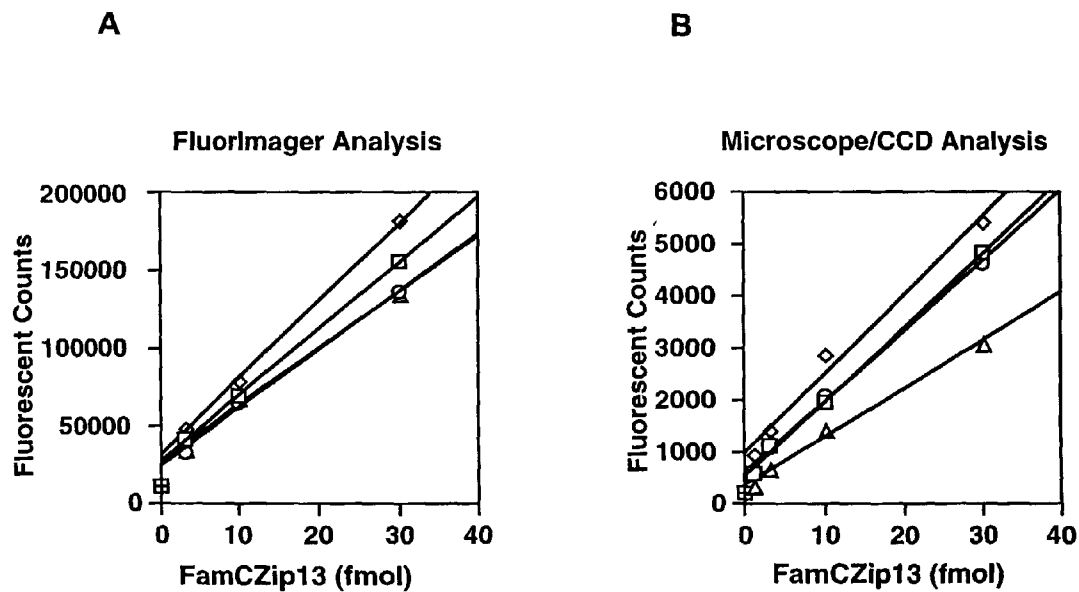 A
B
FluorImager Analysis
Microscope/CCD Analysis
Fluorescent Counts
200000
150000
100000
50000
0
0 10 20 30 40
FamCZip13 (fmol)
Fluorescent Counts
6000
5000
4000
3000
2000
1000
0
0 10 20 30 40
FamCZip13 (fmol)